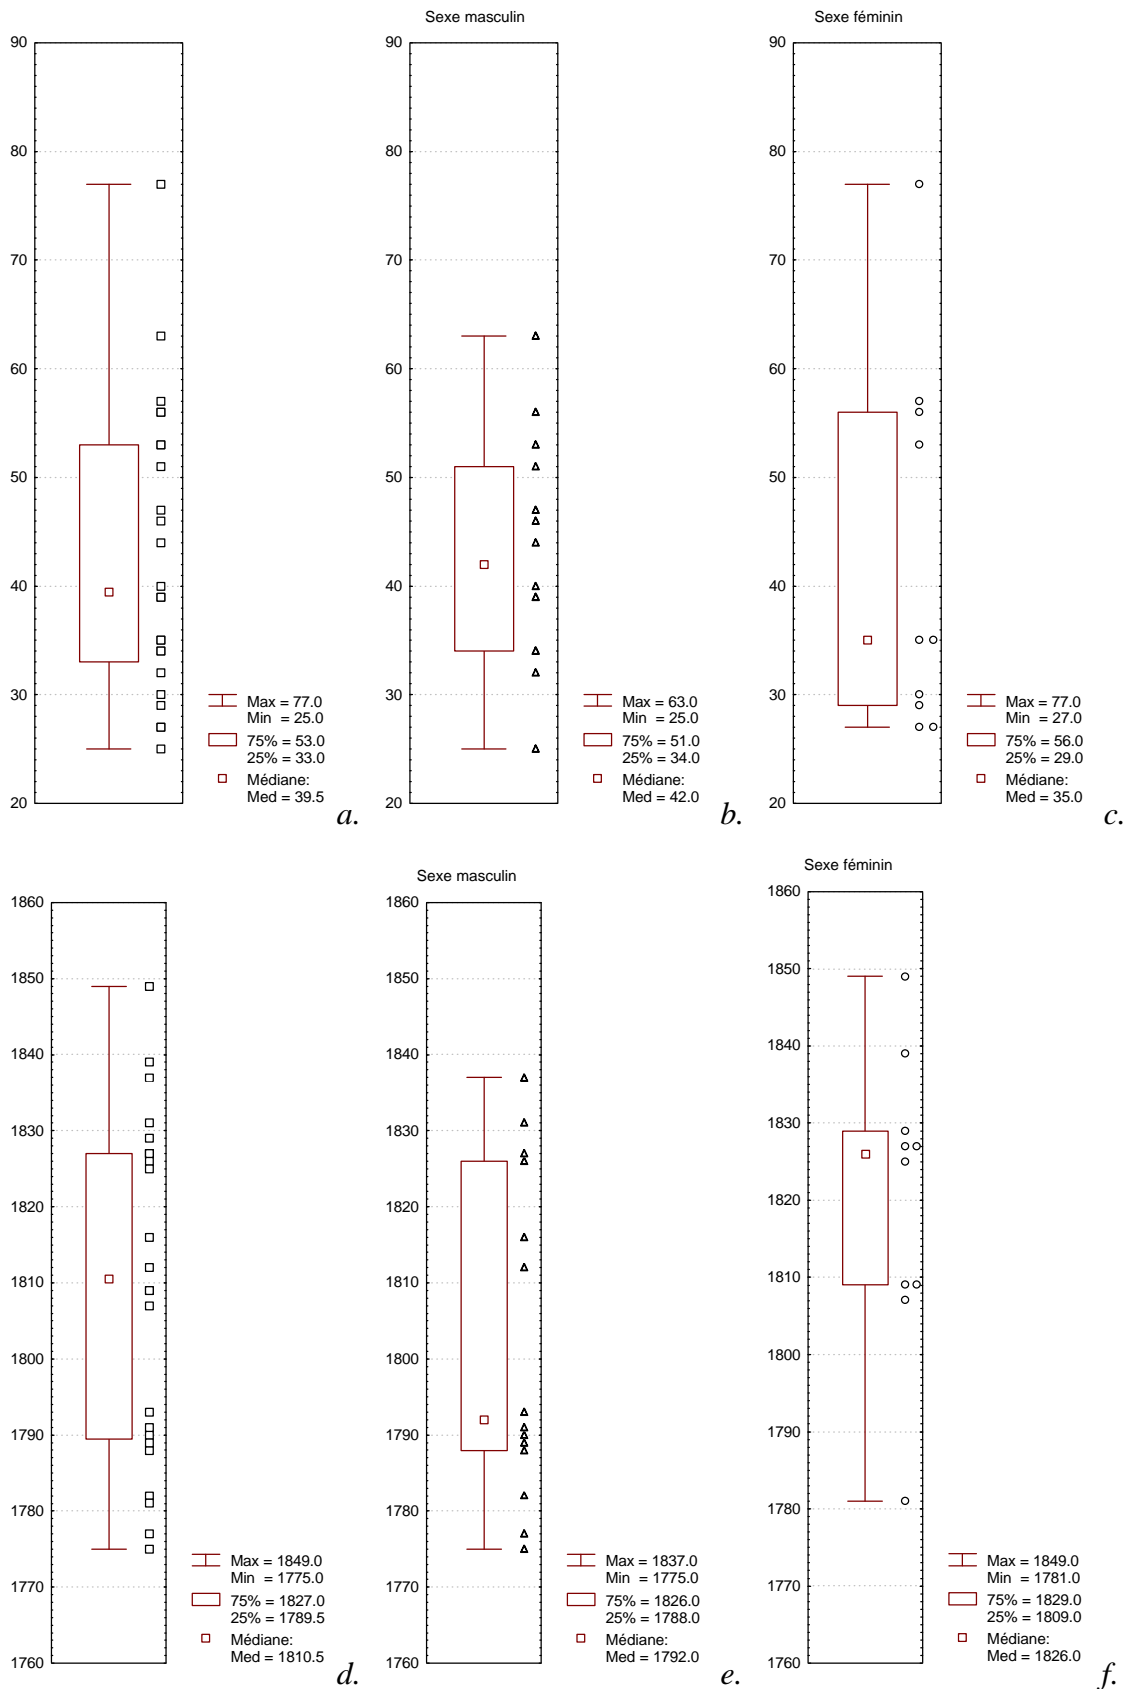 Sexe masculin
Sexe féminin
90
80
70
60
50
40
30
20
Max = 77.0
Min = 25.0
75% = 53.0
25% = 33.0
Médiane:
Med = 39.5
a.
90
80
70
60
50
40
30
20
Max = 63.0
Min = 25.0
75% = 51.0
25% = 34.0
Médiane:
Med = 42.0
b.
90
80
70
60
50
40
30
20
Max = 77.0
Min = 27.0
75% = 56.0
25% = 29.0
Médiane:
Med = 35.0
c.
Sexe masculin
Sexe féminin
1860
1850
1840
1830
1820
1810
1800
1790
1780
1770
1760
Max = 1849.0
Min = 1775.0
75% = 1827.0
25% = 1789.5
Médiane:
Med = 1810.5
d.
1860
1850
1840
1830
1820
1810
1800
1790
1780
1770
1760
Max = 1837.0
Min = 1775.0
75% = 1826.0
25% = 1788.0
Médiane:
Med = 1792.0
e.
1860
1850
1840
1830
1820
1810
1800
1790
1780
1770
1760
Max = 1849.0
Min = 1781.0
75% = 1829.0
25% = 1809.0
Médiane:
Med = 1826.0
f.